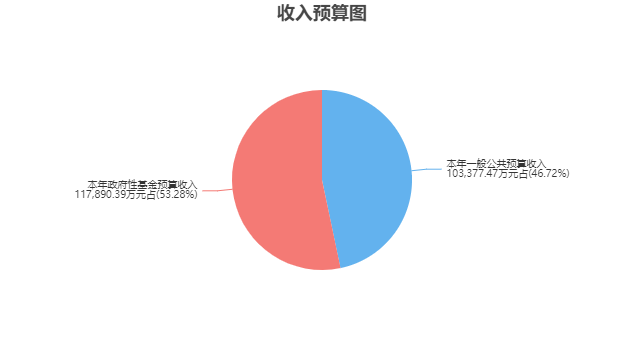 收入预算图
本年一般公共预算收入
103,377.47万元占(46.72%)
本年政府性基金预算收入
117,890.39万元占(53.28%)